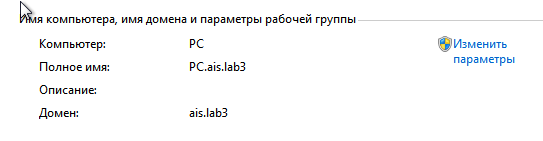 Имя компьютера, имя домена и параметры рабочей группы
Компьютер: PC
Изменить параметры
Полное имя: PC.ais.lab3
Описание:
Домен: ais.lab3